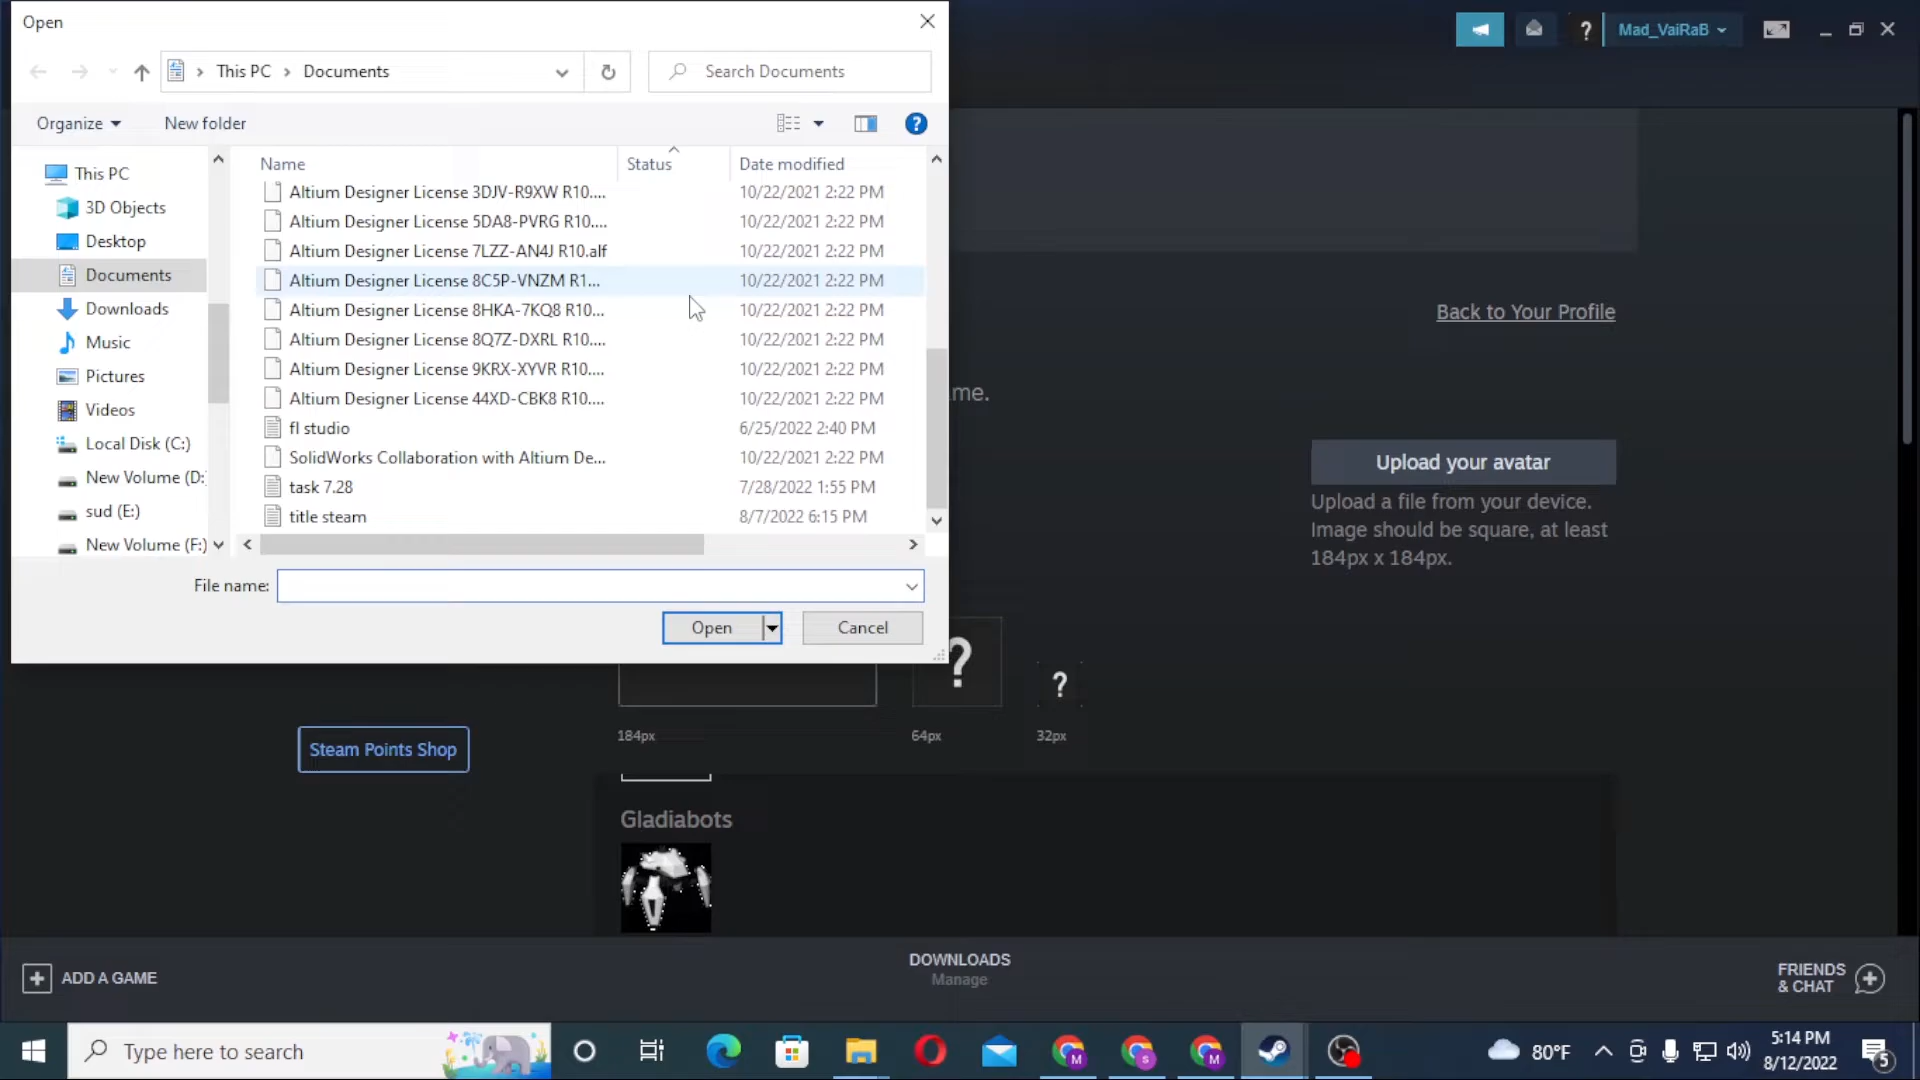 Open
Mad_VaiRaB
This PC
Documents
Search Documents
Organize
New folder
Name
Status
Date modified
This PC
3D Objects
Desktop
Documents
Downloads
Music
Pictures
Videos
Local Disk (C:)
New Volume (D:
sud (E:)
New Volume (F:)
Altium Designer License 3DJV-R9XW R10.... 10/22/2021 2:22 PM
Altium Designer License 5DA8-PVRG R10.... 10/22/2021 2:22 PM
Altium Designer License 7LZZ-AN4J R10.alf 10/22/2021 2:22 PM
Altium Designer License 8C5P-VNZM R1... 10/22/2021 2:22 PM
Altium Designer License 8HKA-7KQ8 R10... 10/22/2021 2:22 PM
Altium Designer License 8Q7Z-DXRL R10.... 10/22/2021 2:22 PM
Altium Designer License 9KRX-XYVR R10.... 10/22/2021 2:22 PM
Altium Designer License 44XD-CBK8 R10.... 10/22/2021 2:22 PM
fl studio 6/25/2022 2:40 PM
SolidWorks Collaboration with Altium De... 10/22/2021 2:22 PM
task 7.28 7/28/2022 1:55 PM
title steam 8/7/2022 6:15 PM
File name:
Open
Cancel
Back to Your Profile
me.
Upload your avatar
Upload a file from your device.
Image should be square, at least
184px x 184px.
?
?
184px
64px
32px
Steam Points Shop
Gladiabots
ADD A GAME
DOWNLOADS
Manage
FRIENDS
& CHAT
Type here to search
M
S
M
80°F
5:14 PM
8/12/2022
5